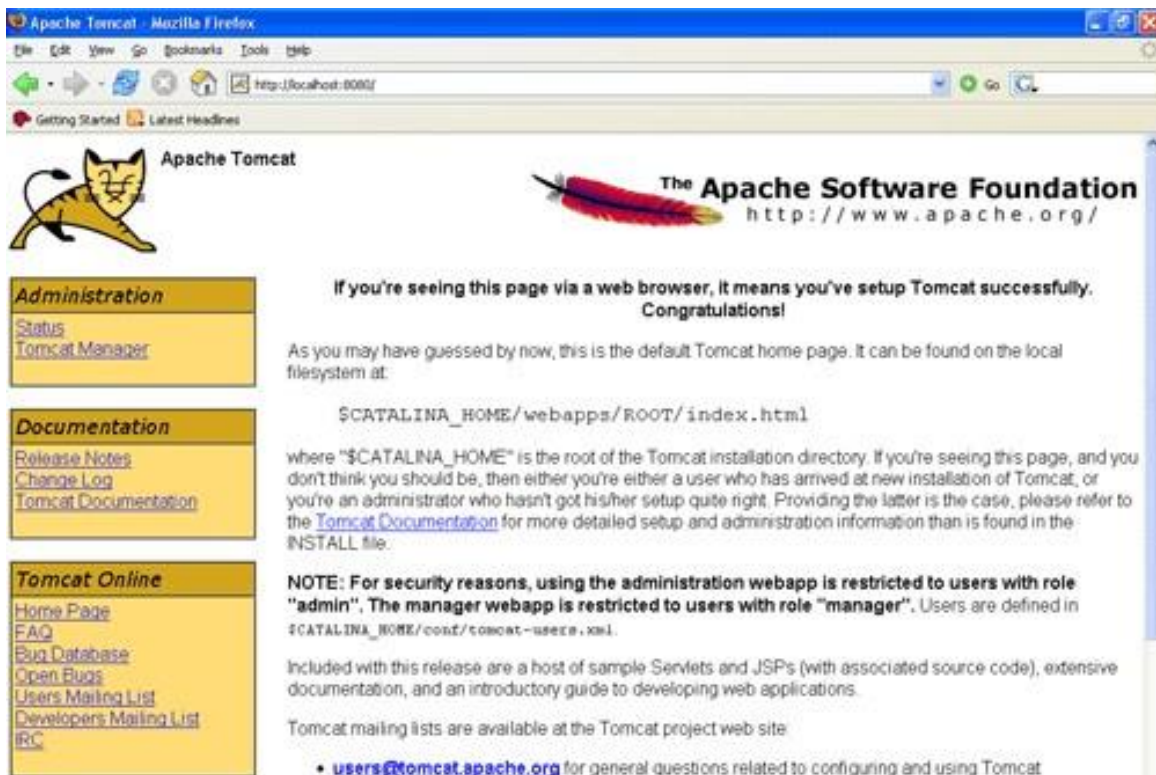 Apache Tomcat - Mozilla Firefox
File Edit View Go Bookmarks Tools Help
http://localhost:8080/
Go
Getting Started Latest Headlines
Apache Tomcat
The Apache Software Foundation
http://www.apache.org/
Administration
Status
Tomcat Manager
Documentation
Release Notes
Change Log
Tomcat Documentation
Tomcat Online
Home Page
FAQ
Bug Database
Open Bugs
Users Mailing List
Developers Mailing List
IRC
If you're seeing this page via a web browser, it means you've setup Tomcat successfully.
Congratulations!
As you may have guessed by now, this is the default Tomcat home page. It can be found on the local
filesystem at:
$CATALINA_HOME/webapps/ROOT/index.html
where "$CATALINA_HOME" is the root of the Tomcat installation directory. If you're seeing this page, and you
don't think you should be, then either you're either a user who has arrived at new installation of Tomcat, or
you're an administrator who hasn't got his/her setup quite right. Providing the latter is the case, please refer to
the Tomcat Documentation for more detailed setup and administration information than is found in the
INSTALL file.
NOTE: For security reasons, using the administration webapp is restricted to users with role
"admin". The manager webapp is restricted to users with role "manager". Users are defined in
$CATALINA_HOME/conf/tomcat-users.xml.
Included with this release are a host of sample Servlets and JSPs (with associated source code), extensive
documentation, and an introductory guide to developing web applications.
Tomcat mailing lists are available at the Tomcat project web site:
• users@tomcat.apache.org for general questions related to configuring and using Tomcat